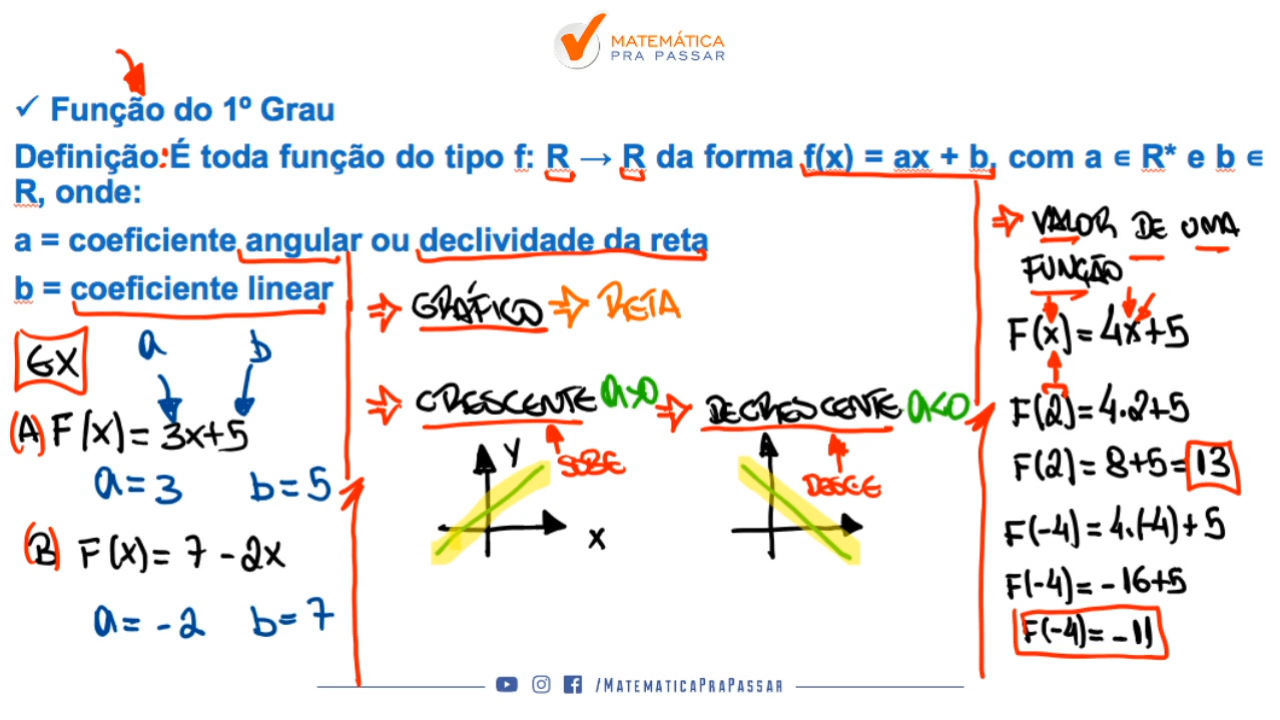 MATEMÁTICA
PRA PASSAR
✓ Função do 1º Grau
Definição: É toda função do tipo f: R → R da forma f(x) = ax + b, com a ∈ R* e b ∈
R, onde:
a = coeficiente angular ou declividade da reta
b = coeficiente linear
EX
a b
(A) F(x) = 3x+5
a = 3 b = 5
(B) F(x) = 7 - 2x
a = -2 b = 7
⇒ GRÁFICO ⇒ RETA
⇒ CRESCENTE a>0
SOBE
Y
X
⇒ DECRESCENTE a<0
DESCE
⇒ VALOR DE UMA
FUNÇÃO
F(x) = 4x+5
F(2) = 4.2+5
F(2) = 8+5 = 13
F(-4) = 4.(-4)+5
F(-4) = -16+5
F(-4) = -11
/MATEMATICAPRAPASSAR